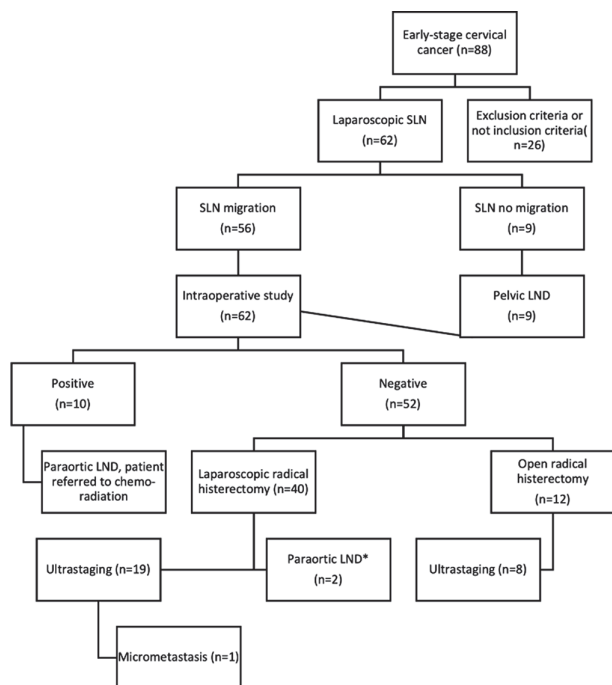 Early-stage cervical
cancer (n=88)
Laparoscopic SLN
(n=62)
Exclusion criteria or
not inclusion criteria(
n=26)
SLN migration
(n=56)
SLN no migration
(n=9)
Intraoperative study
(n=62)
Pelvic LND
(n=9)
Positive
(n=10)
Negative
(n=52)
Paraortic LND, patient
referred to chemo-
radiation
Laparoscopic radical
histerectomy (n=40)
Open radical
histerectomy
(n=12)
Ultrastaging (n=19)
Paraortic LND*
(n=2)
Ultrastaging (n=8)
Micrometastasis (n=1)